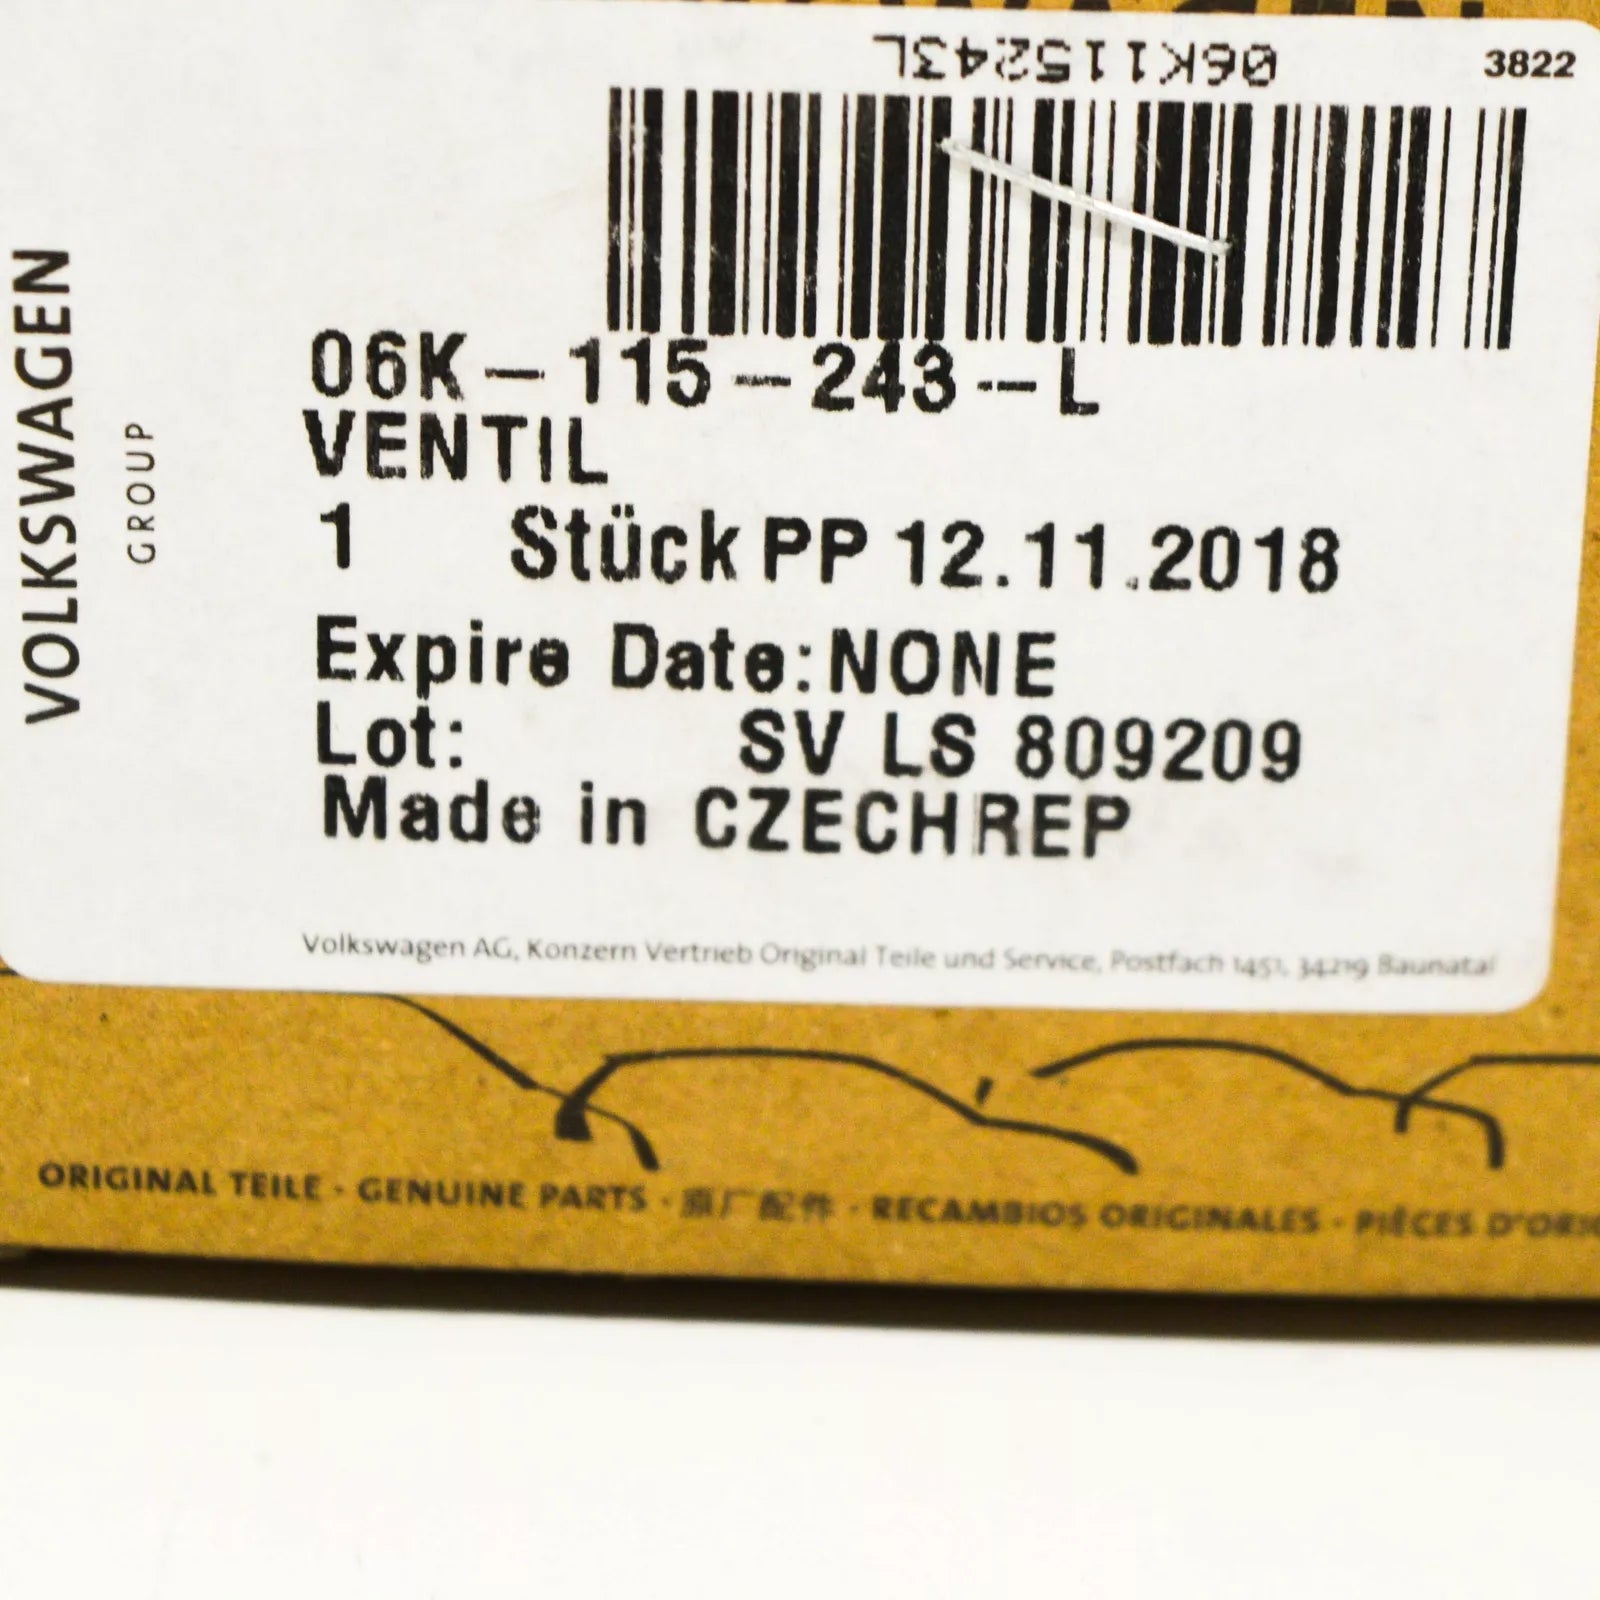 06K115243L
3822
VOLKSWAGEN
GROUP
06K-115-243-L
VENTIL
1 Stück PP 12.11.2018
Expire Date:NONE
Lot: SV LS 809209
Made in CZECHREP
Volkswagen AG, Konzern Vertrieb Original Teile und Service, Postfach 1451, 34219 Baunatal
ORIGINAL TEILE · GENUINE PARTS · 原厂配件 · RECAMBIOS ORIGINALES · PIÈCES D'ORIG